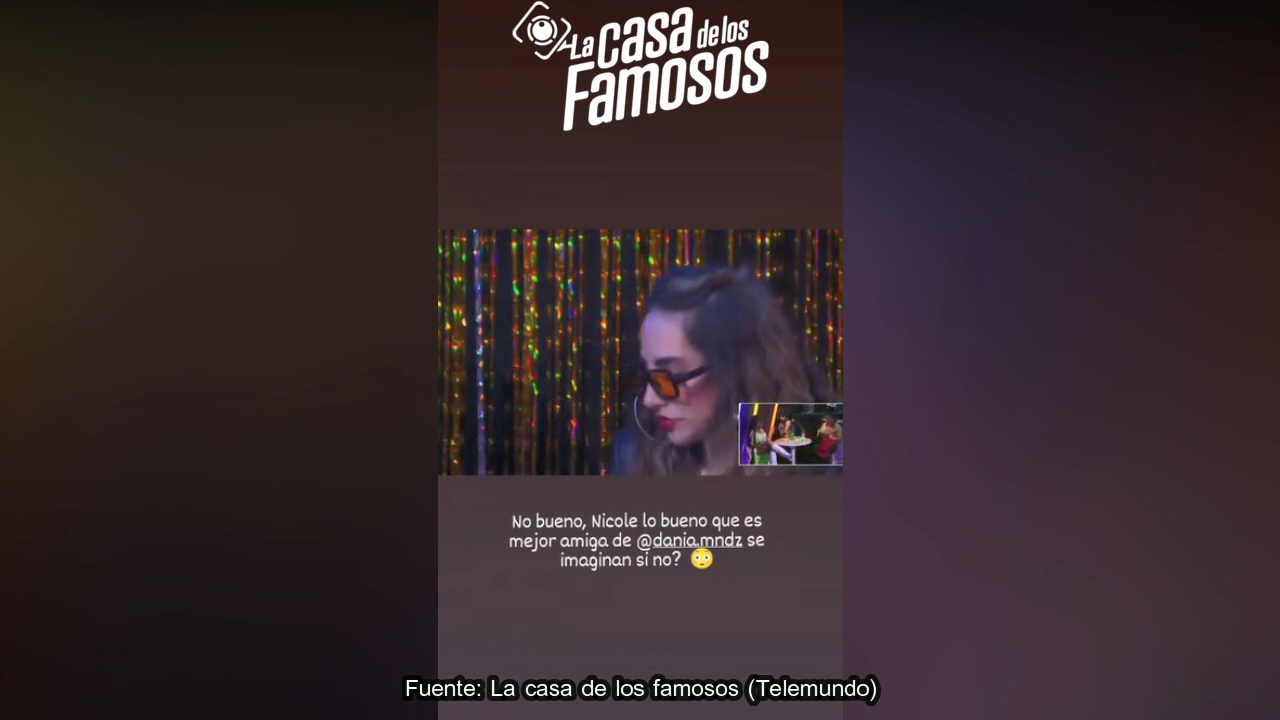 La casa de los
Famosos
No bueno, Nicole lo bueno que es
mejor amiga de @dania.mndz se
imaginan si no? 😳
Fuente: La casa de los famosos (Telemundo)